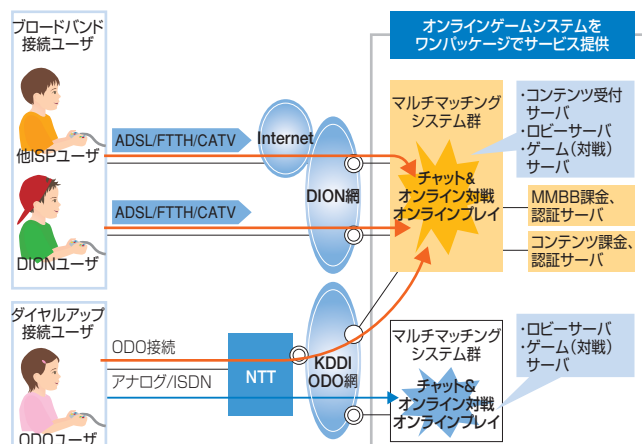 ブロードバンド
接続ユーザ
他ISPユーザ
DIONユーザ
ADSL/FTTH/CATV
ADSL/FTTH/CATV
Internet
DION網
オンラインゲームシステムを
ワンパッケージでサービス提供
マルチマッチング
システム群
チャット&
オンライン対戦
オンラインプレイ
・コンテンツ受付
サーバ
・ロビーサーバ
・ゲーム(対戦)
サーバ
MMBB課金、
認証サーバ
コンテンツ課金、
認証サーバ
ダイヤルアップ
接続ユーザ
ODOユーザ
ODO接続
アナログ/ISDN
NTT
KDDI
ODO網
マルチマッチング
システム群
チャット&
オンライン対戦
オンラインプレイ
・ロビーサーバ
・ゲーム(対戦)
サーバ